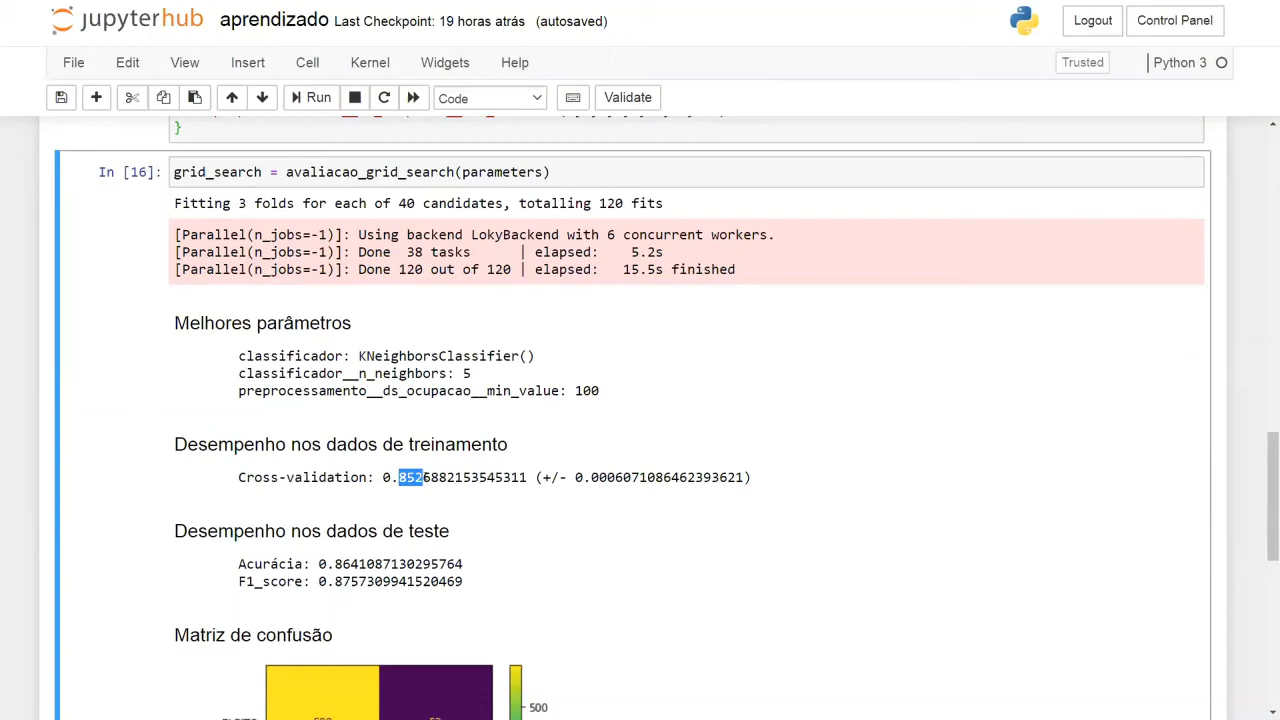 jupyterhub aprendizado Last Checkpoint: 19 horas atrás (autosaved) Logout Control Panel
File Edit View Insert Cell Kernel Widgets Help Trusted Python 3
Run Code Validate
}
In [16]: grid_search = avaliacao_grid_search(parameters)
Fitting 3 folds for each of 40 candidates, totalling 120 fits
[Parallel(n_jobs=-1)]: Using backend LokyBackend with 6 concurrent workers.
[Parallel(n_jobs=-1)]: Done 38 tasks | elapsed: 5.2s
[Parallel(n_jobs=-1)]: Done 120 out of 120 | elapsed: 15.5s finished
Melhores parâmetros
classificador: KNeighborsClassifier()
classificador__n_neighbors: 5
preprocessamento__ds_ocupacao__min_value: 100
Desempenho nos dados de treinamento
Cross-validation: 0.8526882153545311 (+/- 0.0006071086462393621)
Desempenho nos dados de teste
Acurácia: 0.8641087130295764
F1_score: 0.8757309941520469
Matriz de confusão
500